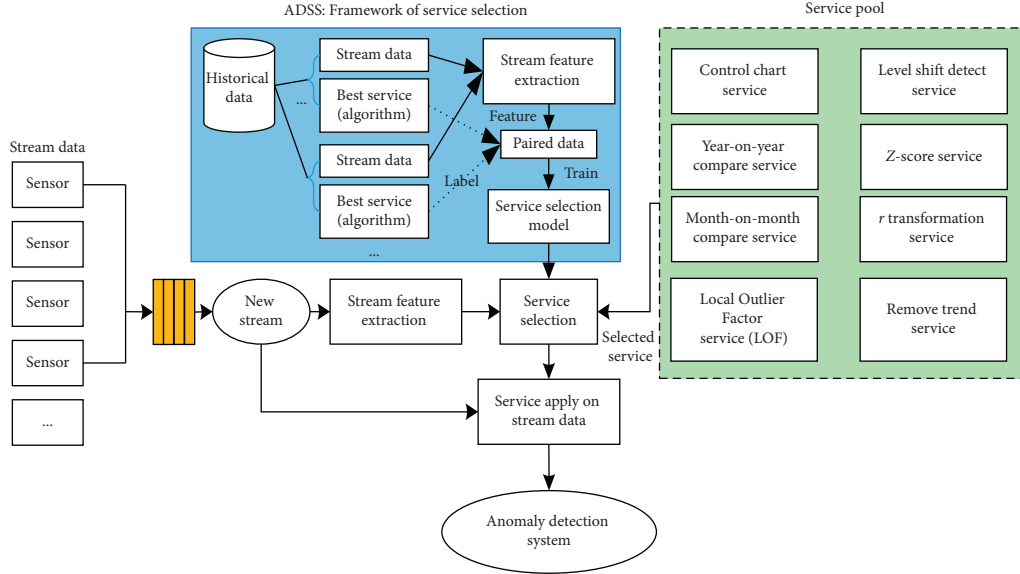 ADSS: Framework of service selection
Service pool
Historical
data
...
Stream data
Best service
(algorithm)
Stream data
Best service
(algorithm)
...
Stream feature
extraction
Feature
Paired data
Label
Train
Service selection
model
Control chart
service
Level shift detect
service
Year-on-year
compare service
Z-score service
Month-on-month
compare service
r transformation
service
Local Outlier
Factor
service (LOF)
Remove trend
service
Stream data
Sensor
Sensor
Sensor
Sensor
...
New
stream
Stream feature
extraction
Service
selection
Selected
service
Service apply on
stream data
Anomaly detection
system